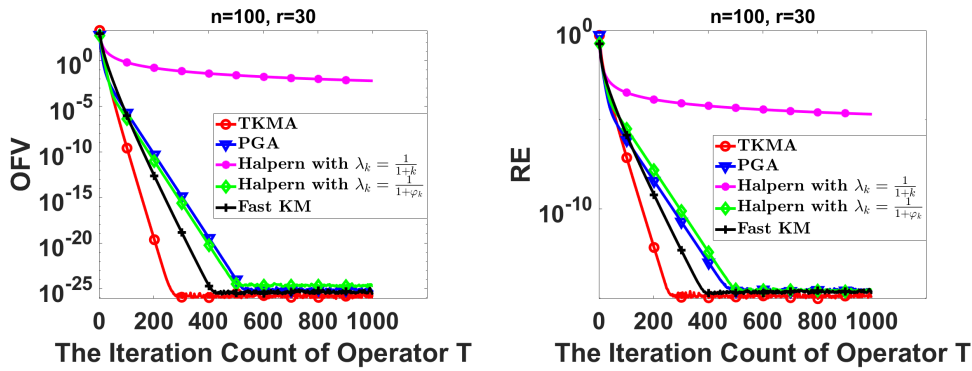 n=100, r=30
OFV
10^0
10^-5
10^-10
10^-15
10^-20
10^-25
TKMA
PGA
Halpern with λ_k = 1/(1+k)
Halpern with λ_k = 1/(1+φ_k)
Fast KM
0 200 400 600 800 1000
The Iteration Count of Operator T
n=100, r=30
RE
10^0
10^-10
TKMA
PGA
Halpern with λ_k = 1/(1+k)
Halpern with λ_k = 1/(1+φ_k)
Fast KM
0 200 400 600 800 1000
The Iteration Count of Operator T